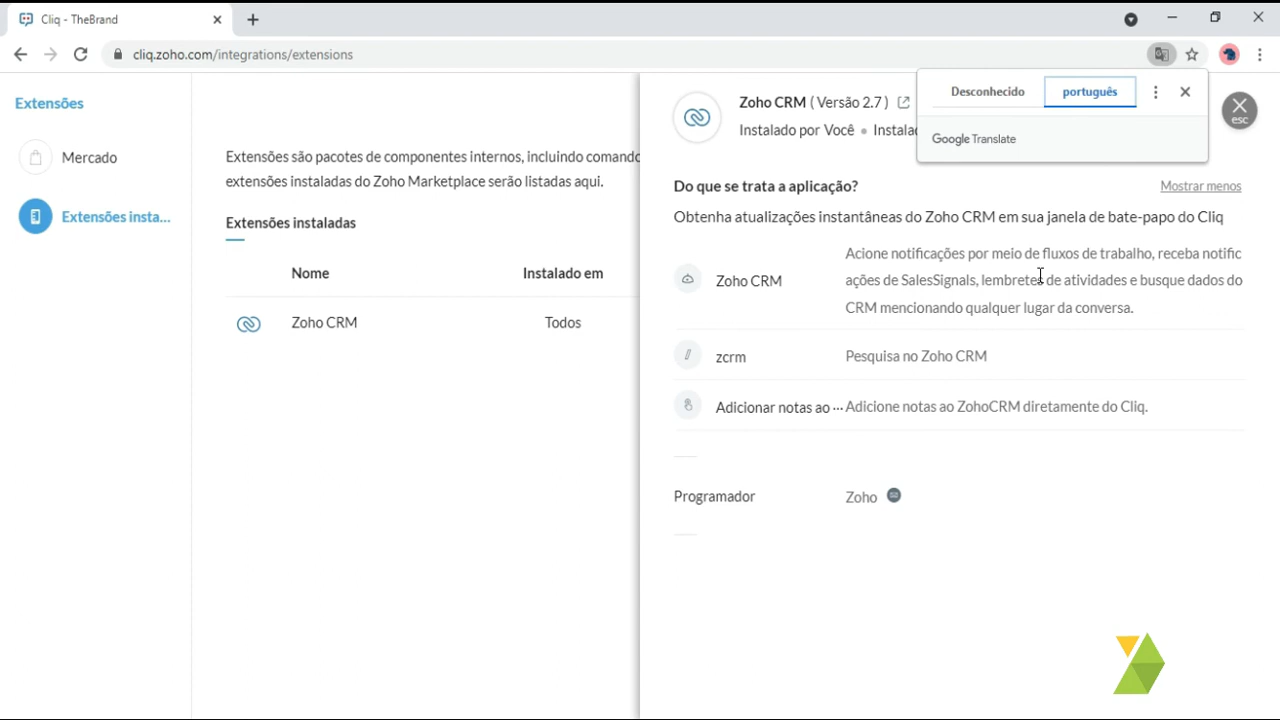 Cliq - TheBrand
cliq.zoho.com/integrations/extensions
Extensões
Mercado
Extensões insta...
Extensões são pacotes de componentes internos, incluindo comando
extensões instaladas do Zoho Marketplace serão listadas aqui.
Extensões instaladas
Nome Instalado em
Zoho CRM Todos
Zoho CRM ( Versão 2.7 )
Instalado por Você • Instalad
Desconhecido português
Google Translate
esc
Do que se trata a aplicação? Mostrar menos
Obtenha atualizações instantâneas do Zoho CRM em sua janela de bate-papo do Cliq
Zoho CRM
Acione notificações por meio de fluxos de trabalho, receba notific
ações de SalesSignals, lembretes de atividades e busque dados do
CRM mencionando qualquer lugar da conversa.
zcrm Pesquisa no Zoho CRM
Adicionar notas ao ... Adicione notas ao ZohoCRM diretamente do Cliq.
Programador Zoho